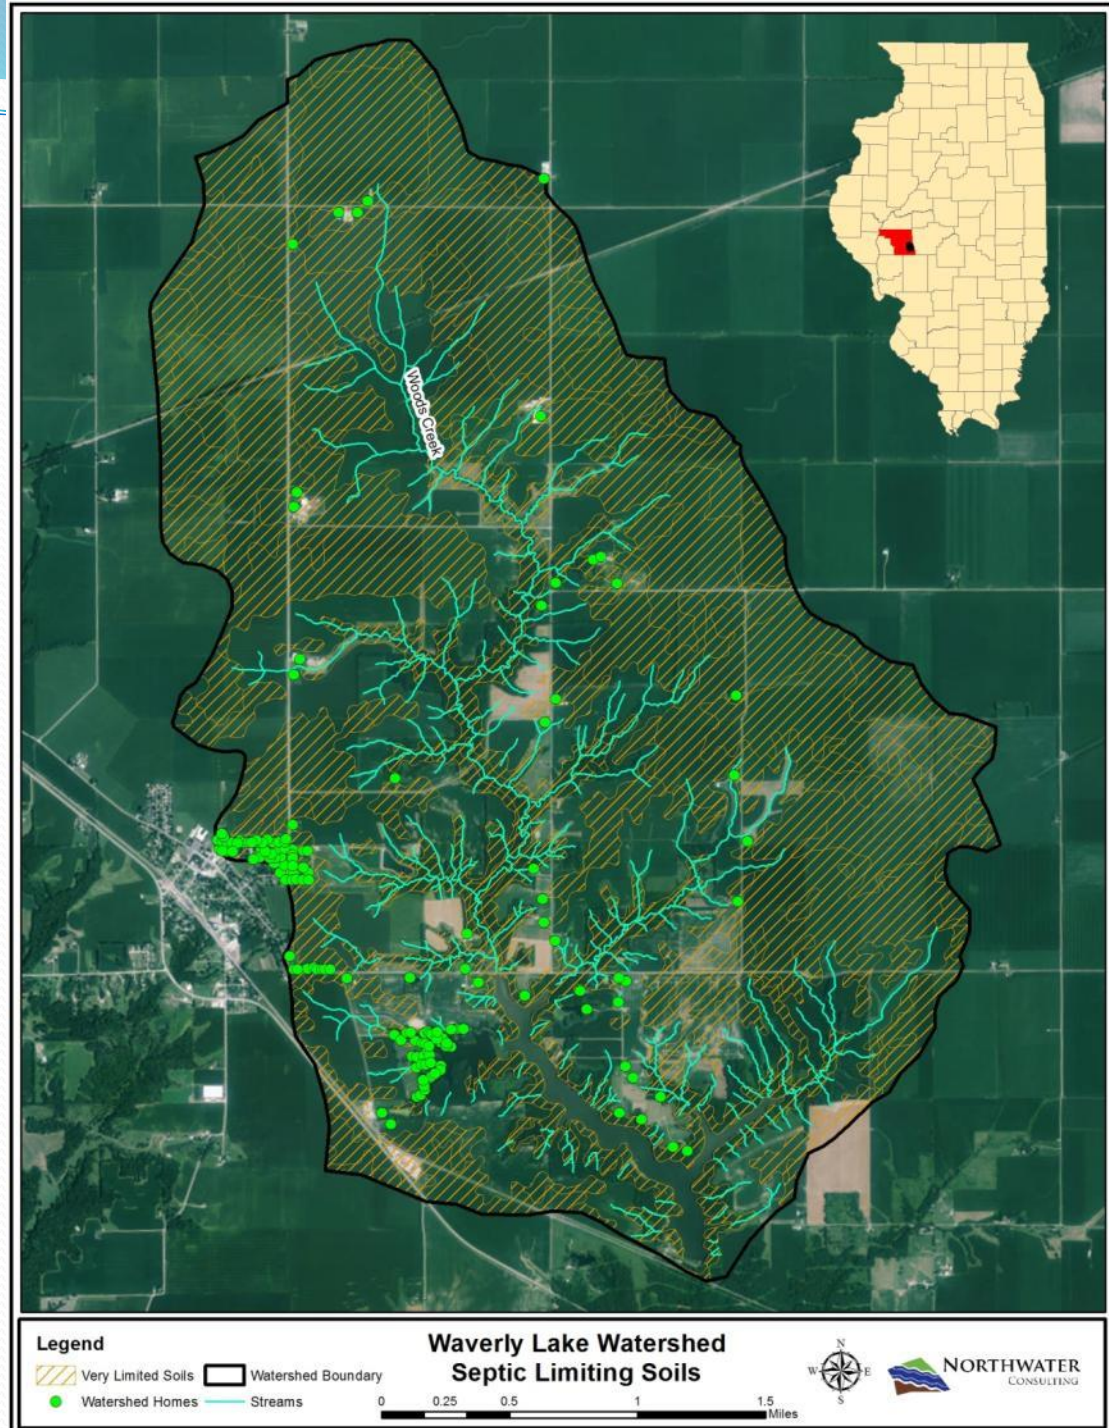 Woods Creek
Legend
Very Limited Soils
Watershed Boundary
Watershed Homes
Streams
Waverly Lake Watershed
Septic Limiting Soils
0 0.25 0.5 1 1.5
Miles
N
W E
S
NORTHWATER
CONSULTING